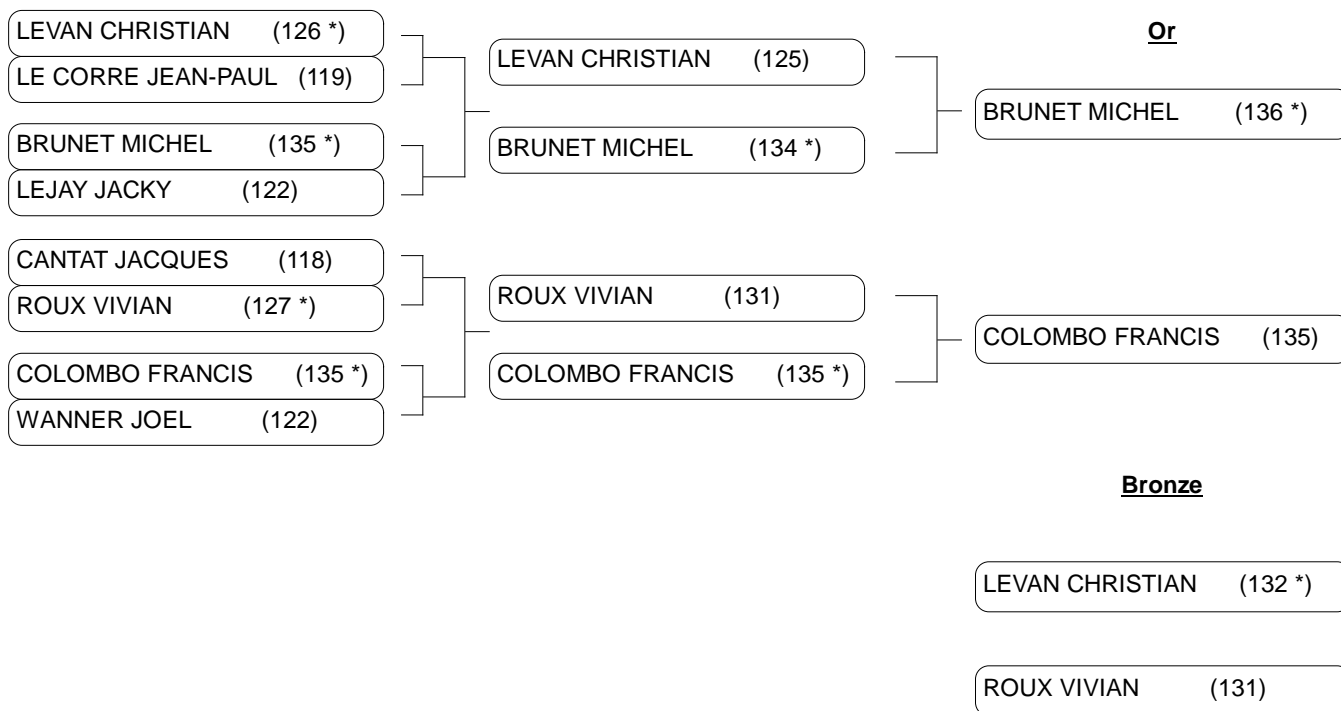 LEVAN CHRISTIAN (126 *)
LE CORRE JEAN-PAUL (119)
BRUNET MICHEL (135 *)
LEJAY JACKY (122)
CANTAT JACQUES (118)
ROUX VIVIAN (127 *)
COLOMBO FRANCIS (135 *)
WANNER JOEL (122)
LEVAN CHRISTIAN (125)
BRUNET MICHEL (134 *)
ROUX VIVIAN (131)
COLOMBO FRANCIS (135 *)
Or
BRUNET MICHEL (136 *)
COLOMBO FRANCIS (135)
Bronze
LEVAN CHRISTIAN (132 *)
ROUX VIVIAN (131)